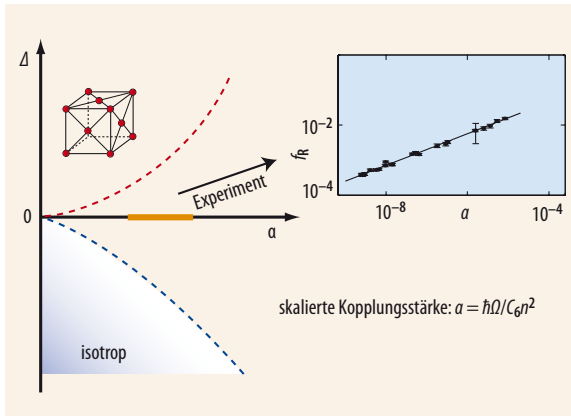 Δ
0
isotrop
Experiment
α
f_R
10⁻²
10⁻⁴
10⁻⁸
α
10⁻⁴
skalierte Kopplungsstärke: α = ħΩ/C₆n²